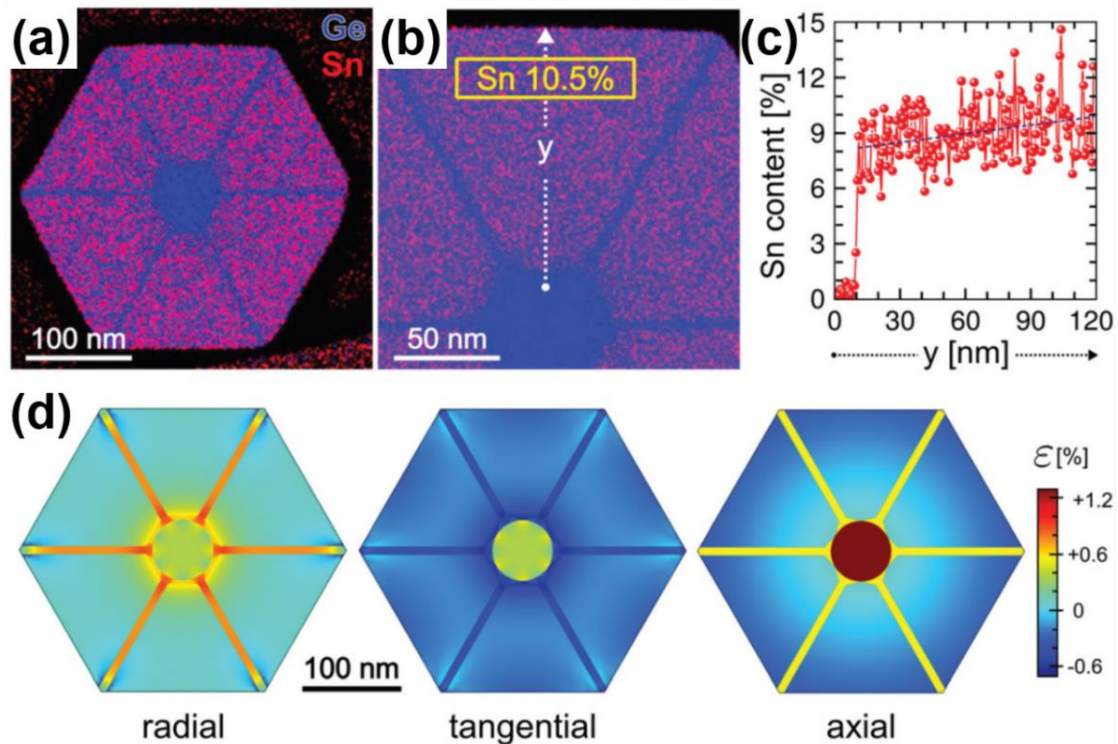 (a)
Ge
Sn
100 nm
(b)
Sn 10.5%
y
50 nm
(c)
Sn content [%]
15
12
9
6
3
0
0 30 60 90 120
y [nm]
(d)
100 nm
radial
tangential
axial
ε [%]
+1.2
+0.6
0
-0.6